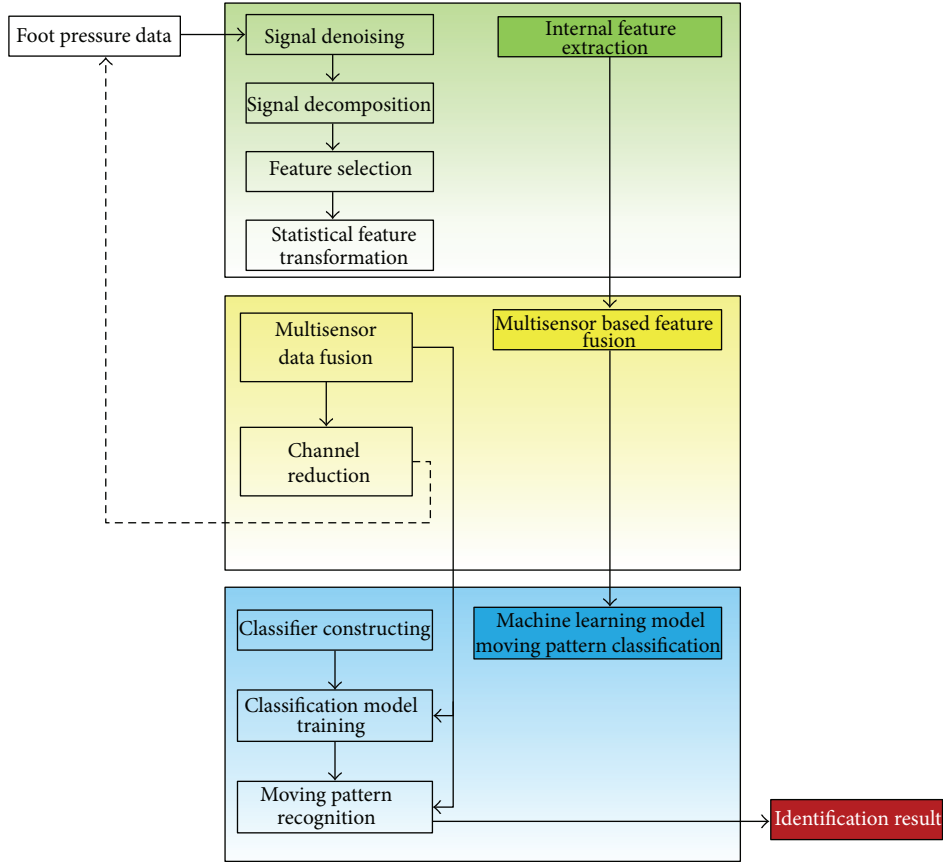 Foot pressure data
Signal denoising
Internal feature
extraction
Signal decomposition
Feature selection
Statistical feature
transformation
Multisensor
data fusion
Multisensor based feature
fusion
Channel
reduction
Classifier constructing
Machine learning model
moving pattern classification
Classification model
training
Moving pattern
recognition
Identification result